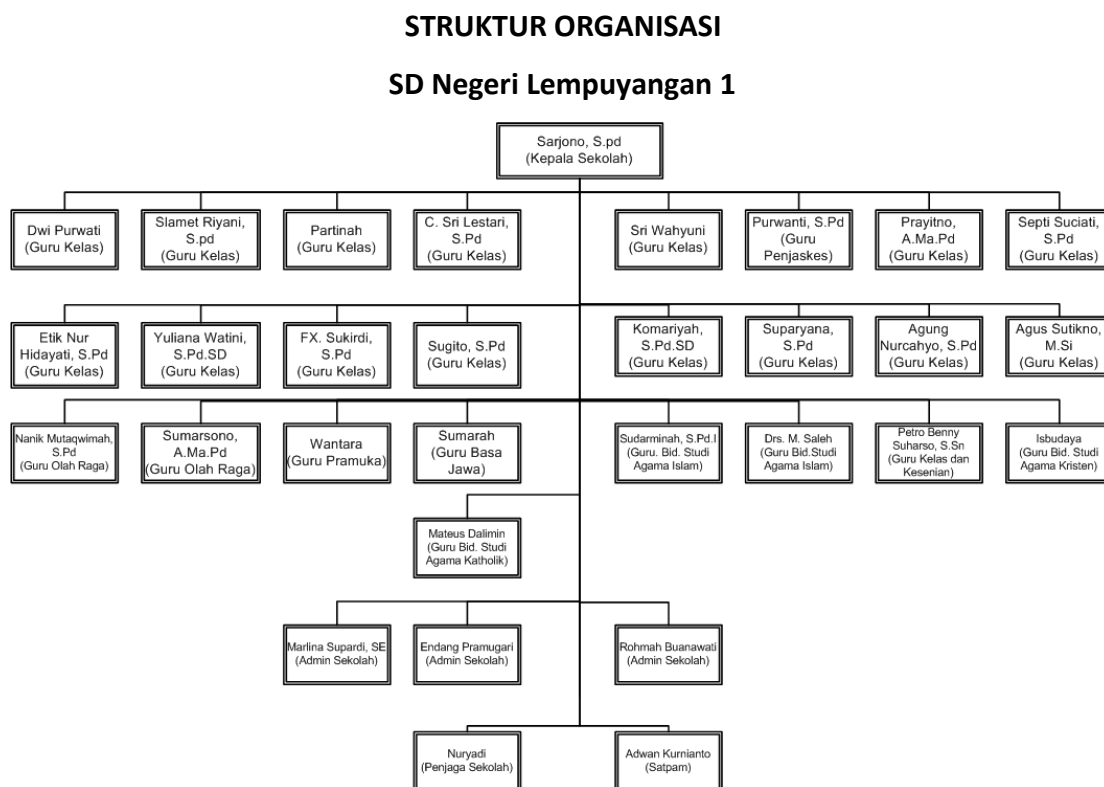 STRUKTUR ORGANISASI
SD Negeri Lempuyangan 1
Sarjono, S.pd
(Kepala Sekolah)
Dwi Purwati
(Guru Kelas)
Slamet Riyani,
S.pd
(Guru Kelas)
Partinah
(Guru Kelas)
C. Sri Lestari,
S.Pd
(Guru Kelas)
Sri Wahyuni
(Guru Kelas)
Purwanti, S.Pd
(Guru
Penjaskes)
Prayitno,
A.Ma.Pd
(Guru Kelas)
Septi Suciati,
S.Pd
(Guru Kelas)
Etik Nur
Hidayati, S.Pd
(Guru Kelas)
Yuliana Watini,
S.Pd.SD
(Guru Kelas)
FX. Sukirdi,
S.Pd
(Guru Kelas)
Sugito, S.Pd
(Guru Kelas)
Komariyah,
S.Pd.SD
(Guru Kelas)
Suparyana,
S.Pd
(Guru Kelas)
Agung
Nurcahyo, S.Pd
(Guru Kelas)
Agus Sutikno,
M.Si
(Guru Kelas)
Nanik Mutaqwimah,
S.Pd
(Guru Olah Raga)
Sumarsono,
A.Ma.Pd
(Guru Olah Raga)
Wantara
(Guru Pramuka)
Sumarah
(Guru Basa
Jawa)
Sudarminah, S.Pd.I
(Guru. Bid. Studi
Agama Islam)
Drs. M. Saleh
(Guru Bid.Studi
Agama Islam)
Petro Benny
Suharso, S.Sn
(Guru Kelas dan
Kesenian)
Isbudaya
(Guru Bid. Studi
Agama Kristen)
Mateus Dalimin
(Guru Bid. Studi
Agama Katholik)
Marlina Supardi, SE
(Admin Sekolah)
Endang Pramugari
(Admin Sekolah)
Rohmah Buanawati
(Admin Sekolah)
Nuryadi
(Penjaga Sekolah)
Adwan Kurnianto
(Satpam)